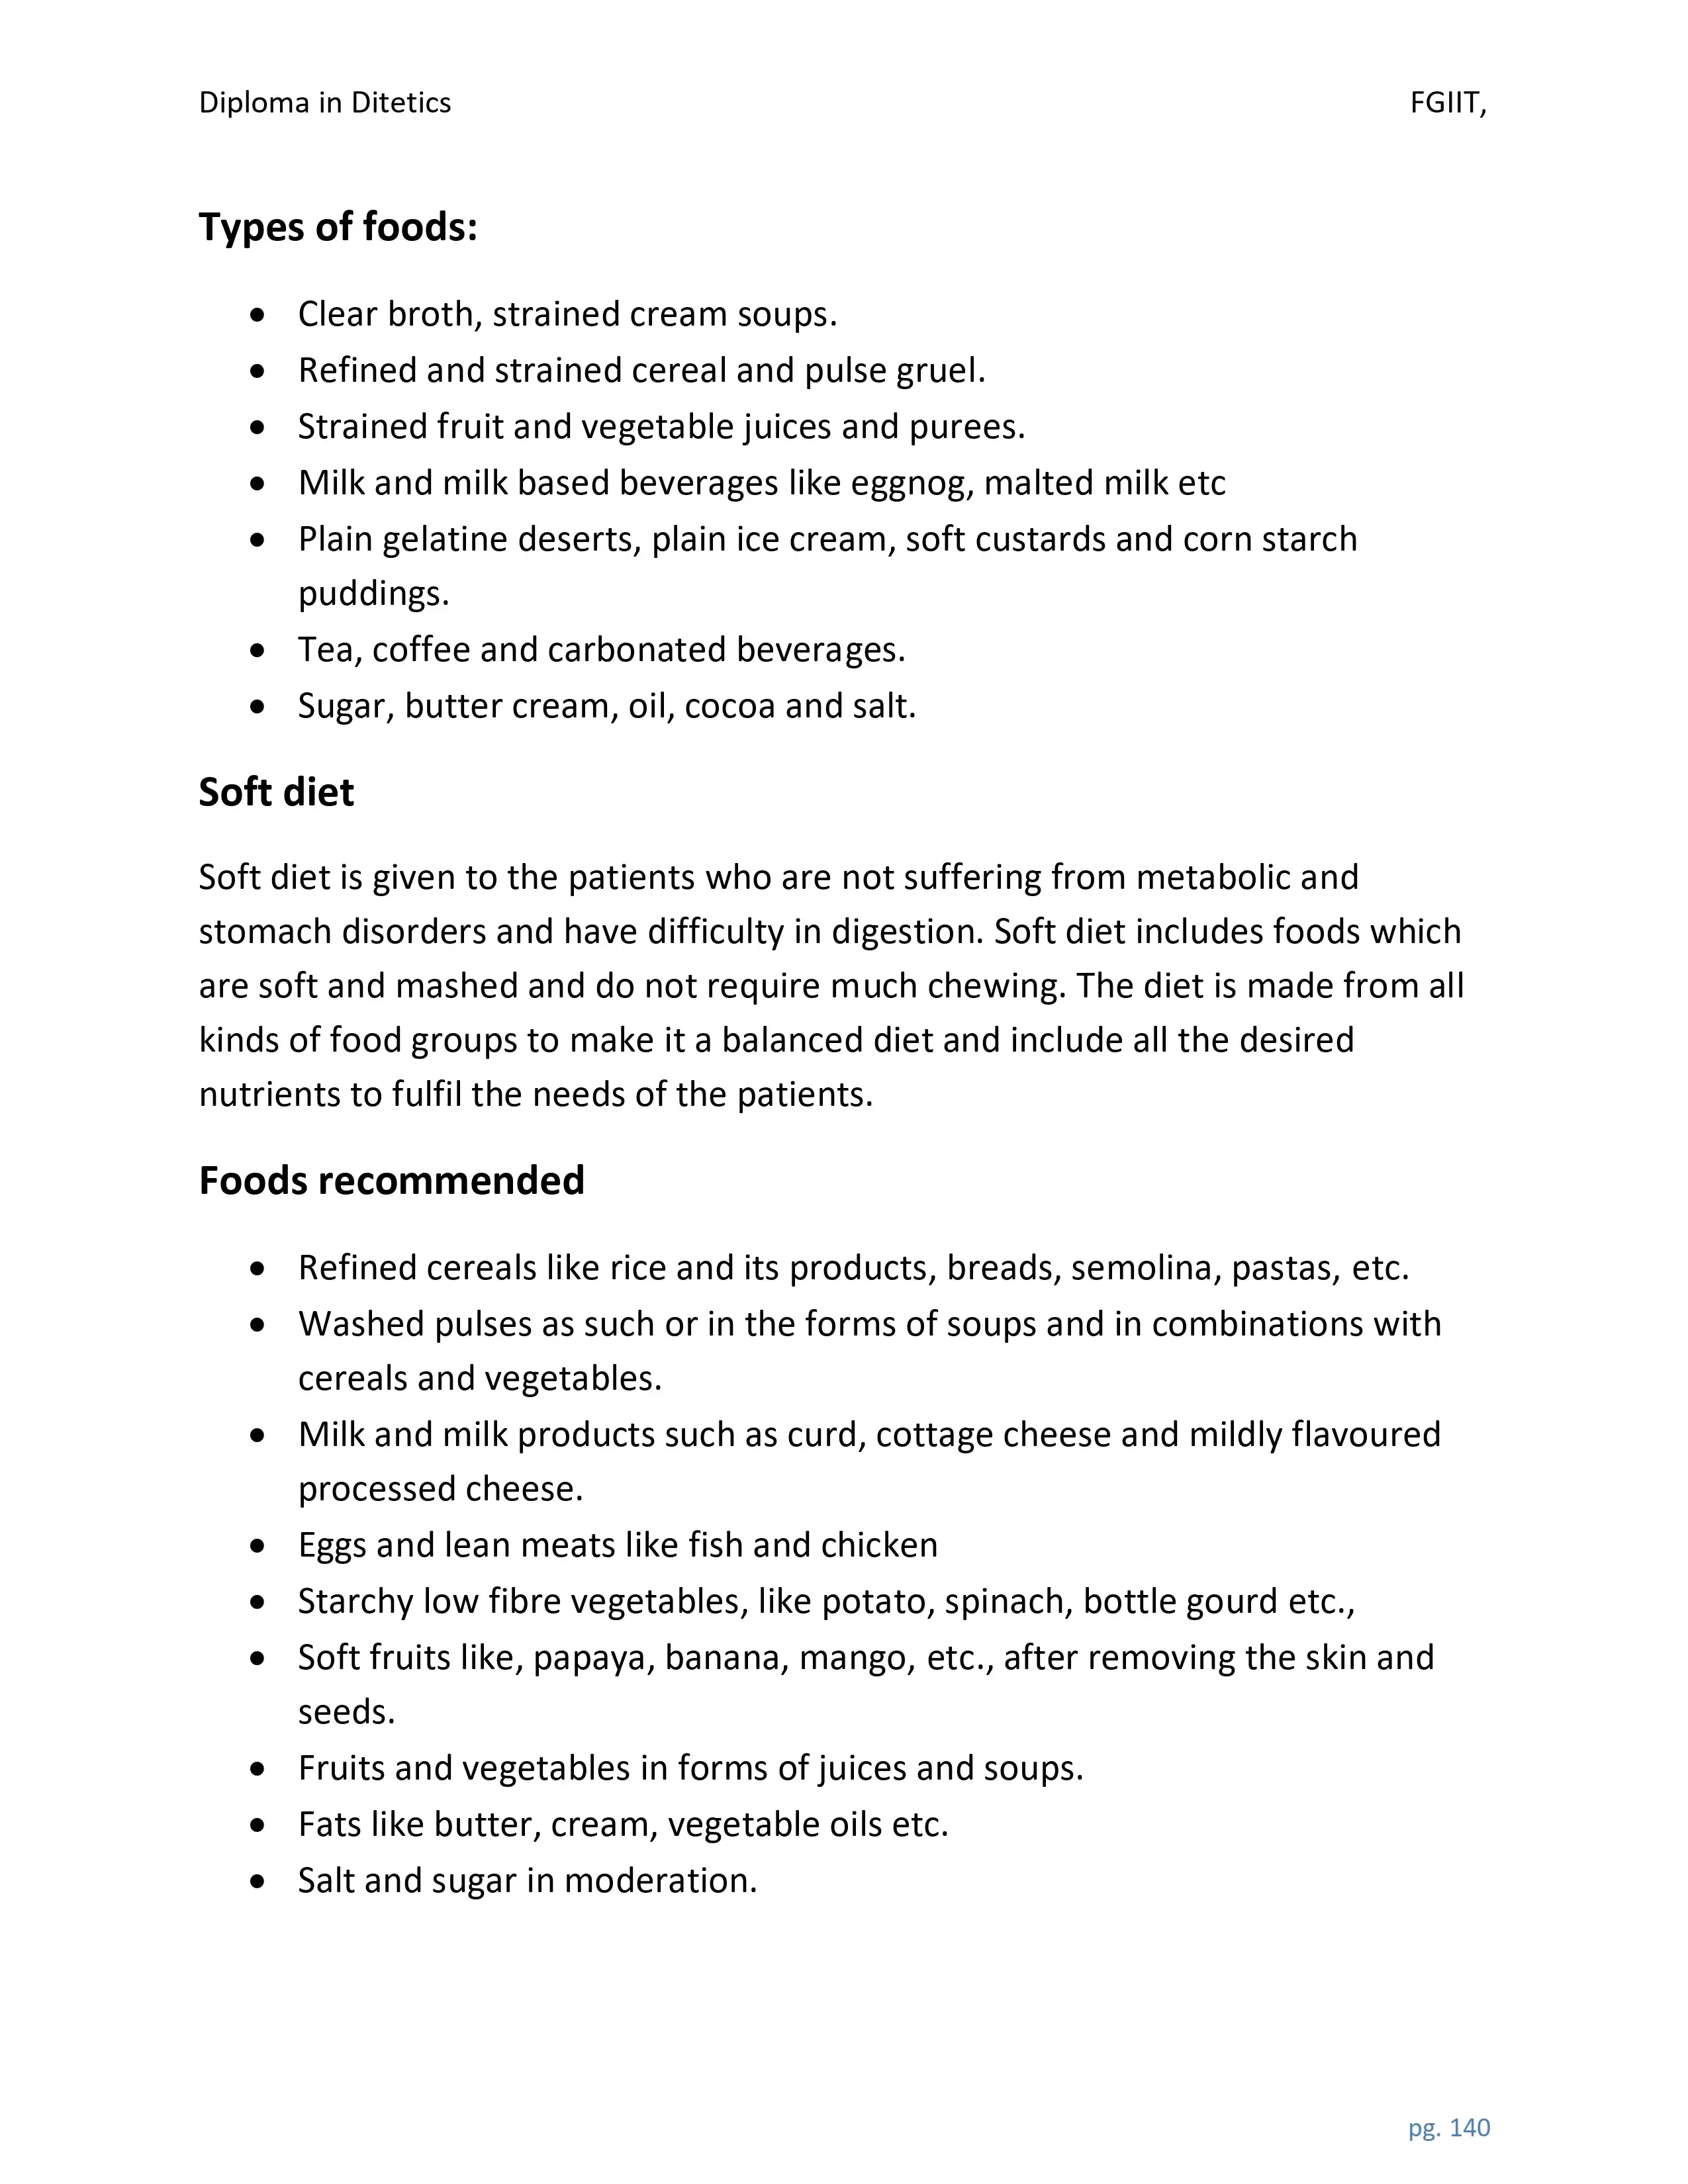 Diploma in Ditetics FGIIT,
Types of foods:
• Clear broth, strained cream soups.
• Refined and strained cereal and pulse gruel.
• Strained fruit and vegetable juices and purees.
• Milk and milk based beverages like eggnog, malted milk etc
• Plain gelatine deserts, plain ice cream, soft custards and corn starch
puddings.
• Tea, coffee and carbonated beverages.
• Sugar, butter cream, oil, cocoa and salt.
Soft diet
Soft diet is given to the patients who are not suffering from metabolic and
stomach disorders and have difficulty in digestion. Soft diet includes foods which
are soft and mashed and do not require much chewing. The diet is made from all
kinds of food groups to make it a balanced diet and include all the desired
nutrients to fulfil the needs of the patients.
Foods recommended
• Refined cereals like rice and its products, breads, semolina, pastas, etc.
• Washed pulses as such or in the forms of soups and in combinations with
cereals and vegetables.
• Milk and milk products such as curd, cottage cheese and mildly flavoured
processed cheese.
• Eggs and lean meats like fish and chicken
• Starchy low fibre vegetables, like potato, spinach, bottle gourd etc.,
• Soft fruits like, papaya, banana, mango, etc., after removing the skin and
seeds.
• Fruits and vegetables in forms of juices and soups.
• Fats like butter, cream, vegetable oils etc.
• Salt and sugar in moderation.
pg. 140